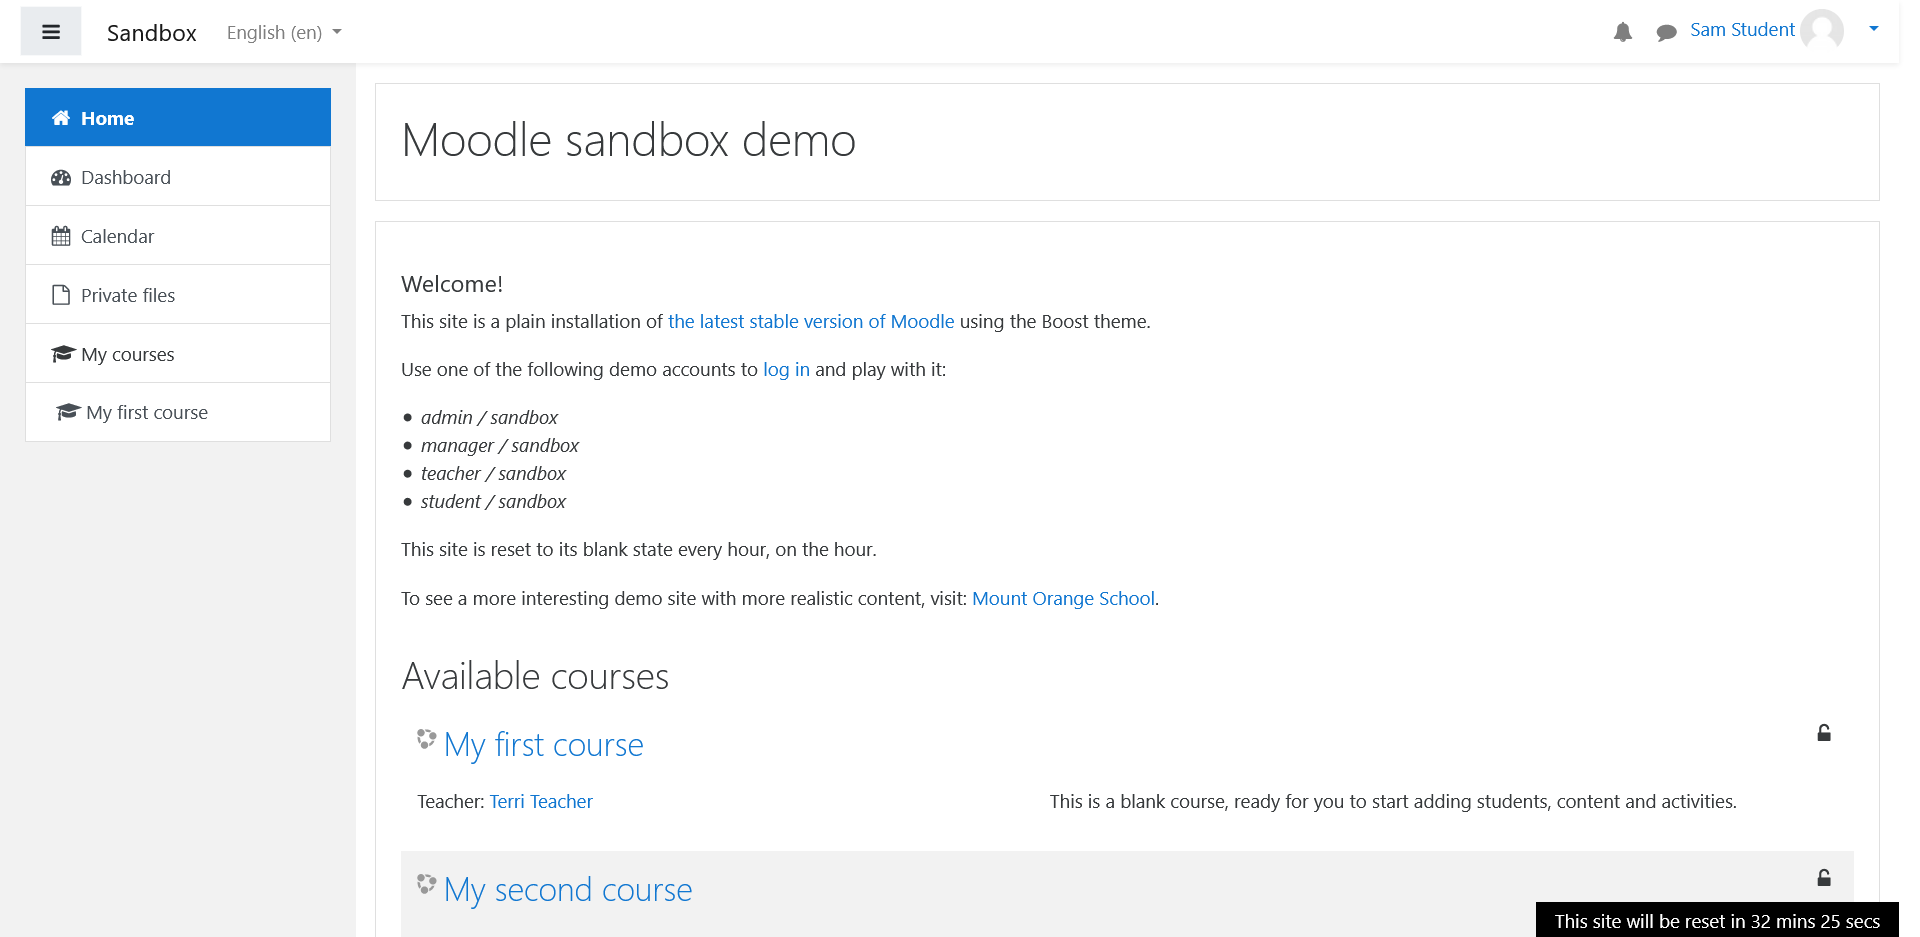 Sandbox
English (en)
Sam Student
Home
Dashboard
Calendar
Private files
My courses
My first course
Moodle sandbox demo
Welcome!
This site is a plain installation of the latest stable version of Moodle using the Boost theme.
Use one of the following demo accounts to log in and play with it:
• admin / sandbox
• manager / sandbox
• teacher / sandbox
• student / sandbox
This site is reset to its blank state every hour, on the hour.
To see a more interesting demo site with more realistic content, visit: Mount Orange School.
Available courses
My first course
Teacher: Terri Teacher
This is a blank course, ready for you to start adding students, content and activities.
My second course
This site will be reset in 32 mins 25 secs